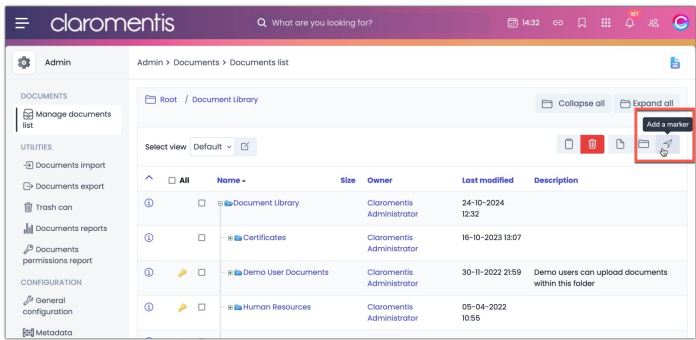 claromentis
What are you looking for?
14:32
187
Admin
Admin > Documents > Documents list
DOCUMENTS
Manage documents
list
UTILITIES
Documents import
Documents export
Trash can
Documents reports
Documents
permissions report
CONFIGURATION
General
configuration
Metadata
Root / Document Library
Collapse all
Expand all
Add a marker
Select view
Default
All
Name
Size
Owner
Last modified
Description
Document Library
Claromentis
Administrator
24-10-2024
12:32
Certificates
Claromentis
Administrator
16-10-2023 13:07
Demo User Documents
Claromentis
Administrator
30-11-2022 21:59
Demo users can upload documents
within this folder
Human Resources
Claromentis
Administrator
05-04-2022
10:55